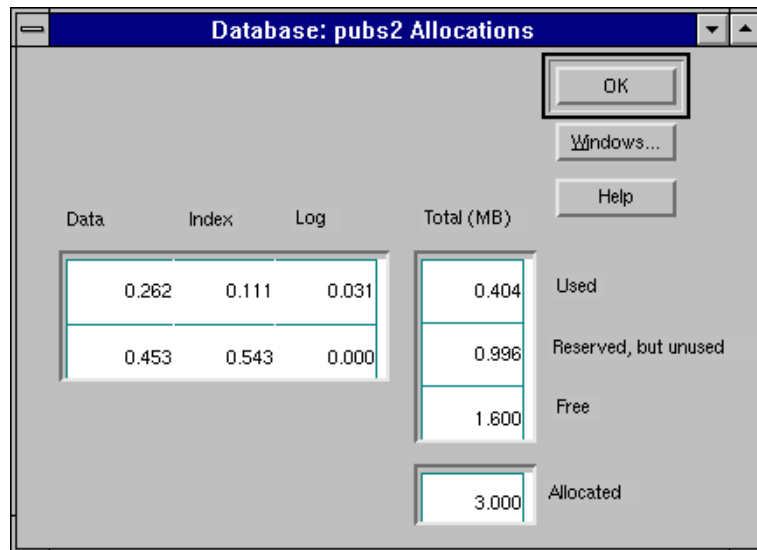 Database: pubs2 Allocations
OK
Windows...
Help
Data Index Log Total (MB)
0.262 0.111 0.031 0.404 Used
0.453 0.543 0.000 0.996 Reserved, but unused
1.600 Free
3.000 Allocated